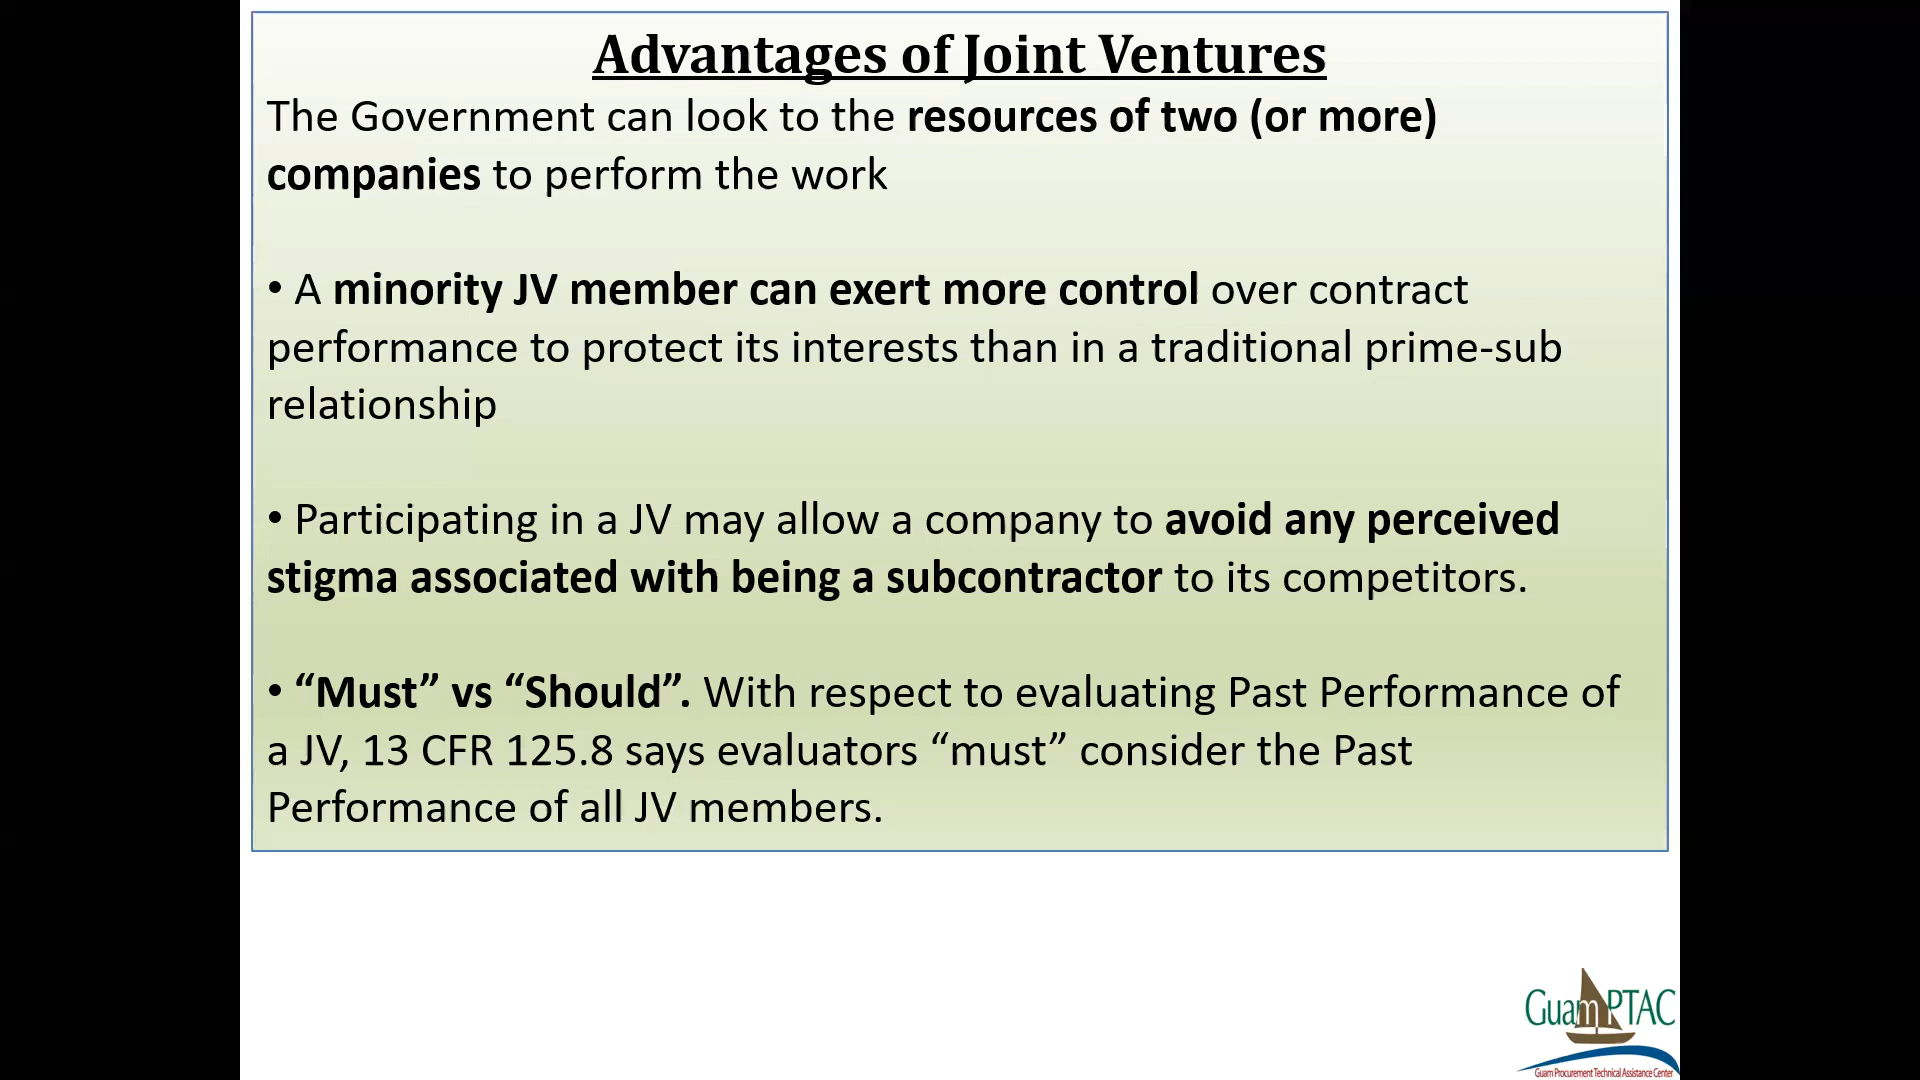 Advantages of Joint Ventures
The Government can look to the resources of two (or more)
companies to perform the work
• A minority JV member can exert more control over contract
performance to protect its interests than in a traditional prime-sub
relationship
• Participating in a JV may allow a company to avoid any perceived
stigma associated with being a subcontractor to its competitors.
• “Must” vs “Should”. With respect to evaluating Past Performance of
a JV, 13 CFR 125.8 says evaluators “must” consider the Past
Performance of all JV members.
Guam PTAC
Guam Procurement Technical Assistance Center